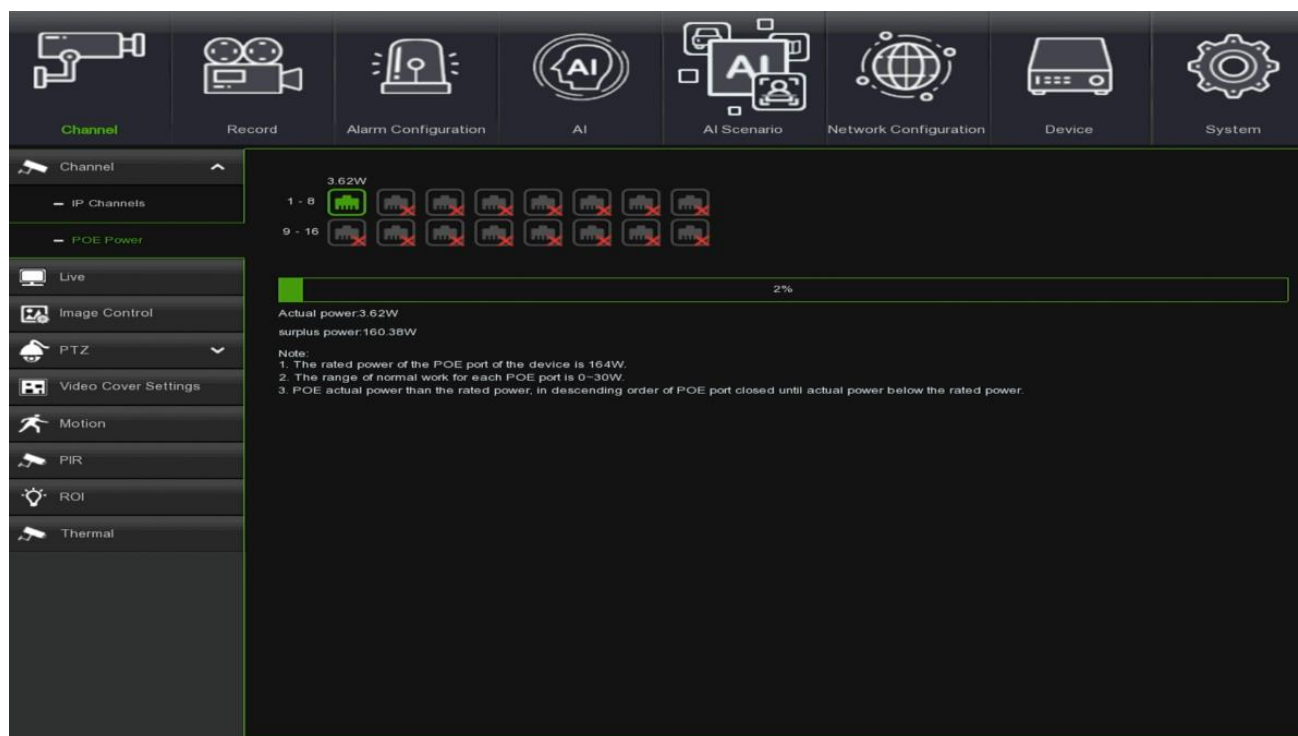 AI
AI
Channel
Record
Alarm Configuration
AI
AI Scenario
Network Configuration
Device
System
Channel
IP Channels
POE Power
Live
Image Control
PTZ
Video Cover Settings
Motion
PIR
ROI
Thermal
3.62W
1 - 8
9 - 16
2%
Actual power:3.62W
surplus power:160.38W
Note:
1. The rated power of the POE port of the device is 164W.
2. The range of normal work for each POE port is 0~30W.
3. POE actual power than the rated power, in descending order of POE port closed until actual power below the rated power.